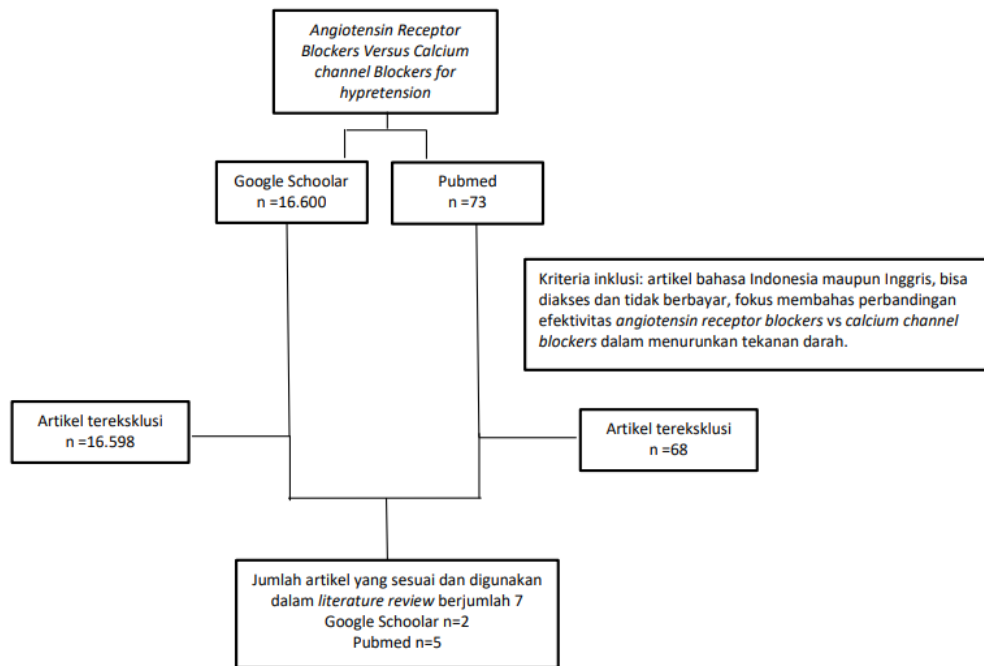 Angiotensin Receptor
Blockers Versus Calcium
channel Blockers for
hypretension
Google Schoolar
n =16.600
Pubmed
n =73
Kriteria inklusi: artikel bahasa Indonesia maupun Inggris, bisa
diakses dan tidak berbayar, fokus membahas perbandingan
efektivitas angiotensin receptor blockers vs calcium channel
blockers dalam menurunkan tekanan darah.
Artikel tereksklusi
n =16.598
Artikel tereksklusi
n =68
Jumlah artikel yang sesuai dan digunakan
dalam literature review berjumlah 7
Google Schoolar n=2
Pubmed n=5